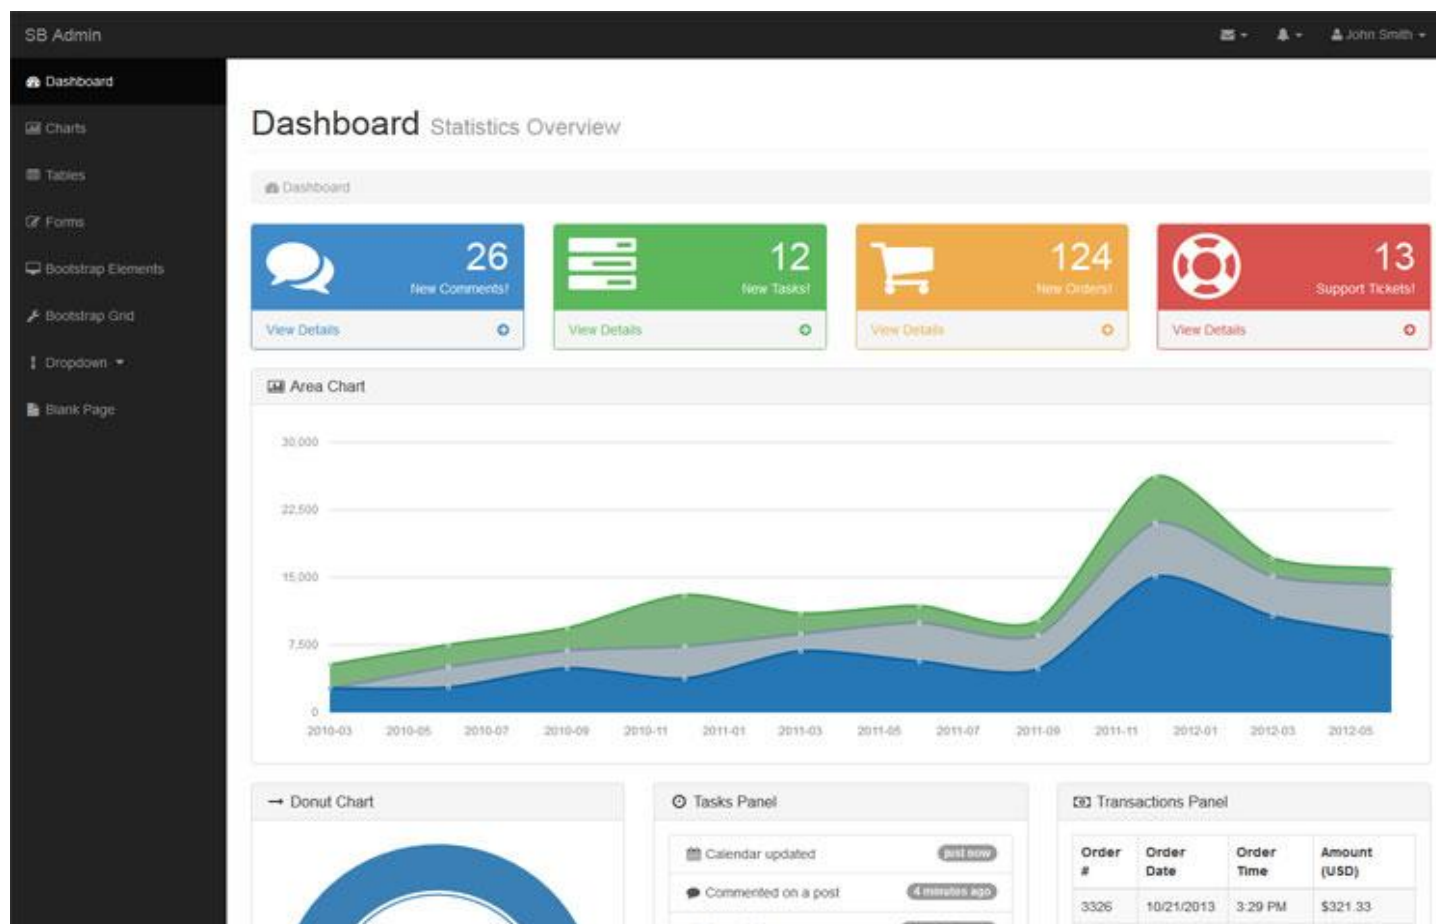 SB Admin
John Smith
Dashboard
Charts
Tables
Forms
Bootstrap Elements
Bootstrap Grid
Dropdown
Blank Page
Dashboard Statistics Overview
Dashboard
26
New Comments!
View Details
12
New Tasks!
View Details
124
New Orders!
View Details
13
Support Tickets!
View Details
Area Chart
30,000
22,500
15,000
7,500
0
2010-03 2010-05 2010-07 2010-09 2010-11 2011-01 2011-03 2011-05 2011-07 2011-09 2011-11 2012-01 2012-03 2012-05
Donut Chart
Tasks Panel
Calendar updated just now
Commented on a post 4 minutes ago
Transactions Panel
Order # Order Date Order Time Amount (USD)
3326 10/21/2013 3:29 PM $321.33